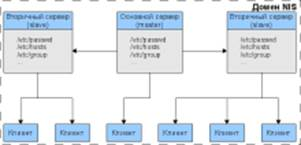 Домен NIS
Вторичный сервер
(slave)
/etc/passwd
/etc/hosts
/etc/group
...
Основной сервер
(master)
/etc/passwd
/etc/hosts
/etc/group
...
Вторичный сервер
(slave)
/etc/passwd
/etc/hosts
/etc/group
...
Клиент
Клиент
Клиент
Клиент
Клиент
Клиент